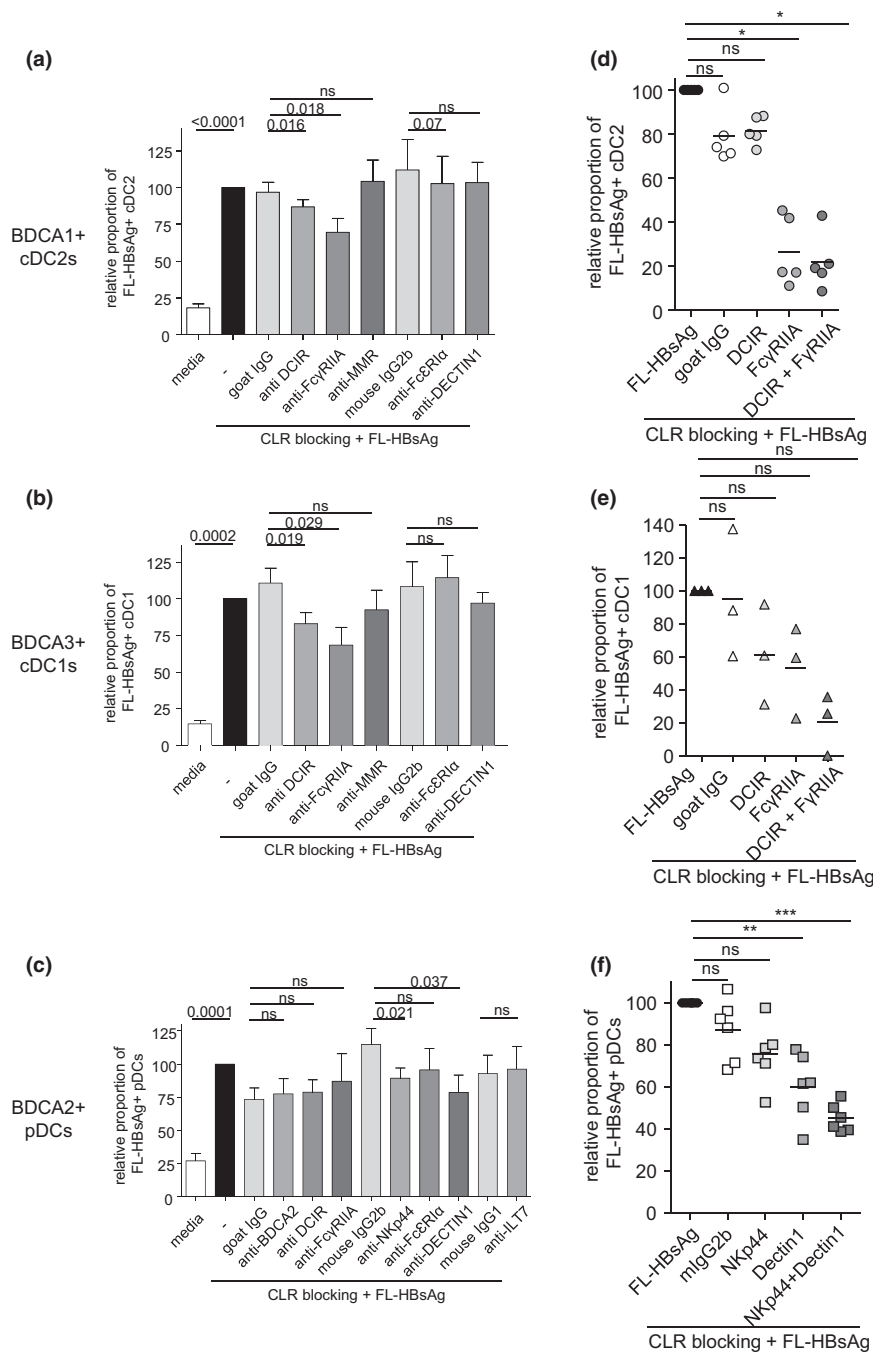 (a)
BDCA1+
cDC2s
relative proportion of
FL-HBsAg+ cDC2
ns
0.018
<0.0001
0.016
ns
0.07
125
100
75
50
25
0
media
-
goat IgG
anti DCIR
anti-FcγRIIA
anti-MMR
mouse IgG2b
anti-FcƐRIα
anti-DECTIN1
CLR blocking + FL-HBsAg
(d)
relative proportion of
FL-HBsAg+ cDC2
*
*
ns
ns
100
80
60
40
20
0
FL-HBsAg
goat IgG
DCIR
FcγRIIA
DCIR + FγRIIA
CLR blocking + FL-HBsAg
(b)
BDCA3+
cDC1s
relative proportion of
FL-HBsAg+ cDC1
ns
0.029
0.0002
0.019
ns
ns
125
100
75
50
25
0
media
-
goat IgG
anti DCIR
anti-FcγRIIA
anti-MMR
mouse IgG2b
anti-FcƐRIα
anti-DECTIN1
CLR blocking + FL-HBsAg
(e)
relative proportion of
FL-HBsAg+ cDC1
ns
ns
ns
ns
140
120
100
80
60
40
20
0
FL-HBsAg
goat IgG
DCIR
FcγRIIA
DCIR + FγRIIA
CLR blocking + FL-HBsAg
(c)
BDCA2+
pDCs
relative proportion of
FL-HBsAg+ pDCs
ns
ns
0.0001
ns
0.037
ns
0.021
ns
125
100
75
50
25
0
media
-
goat IgG
anti-BDCA2
anti DCIR
anti-FcγRIIA
mouse IgG2b
anti-NKp44
anti-FcƐRIα
anti-DECTIN1
mouse IgG1
anti-ILT7
CLR blocking + FL-HBsAg
(f)
relative proportion of
FL-HBsAg+ pDCs
***
**
ns
ns
100
80
60
40
20
0
FL-HBsAg
mIgG2b
NKp44
Dectin1
NKp44+Dectin1
CLR blocking + FL-HBsAg